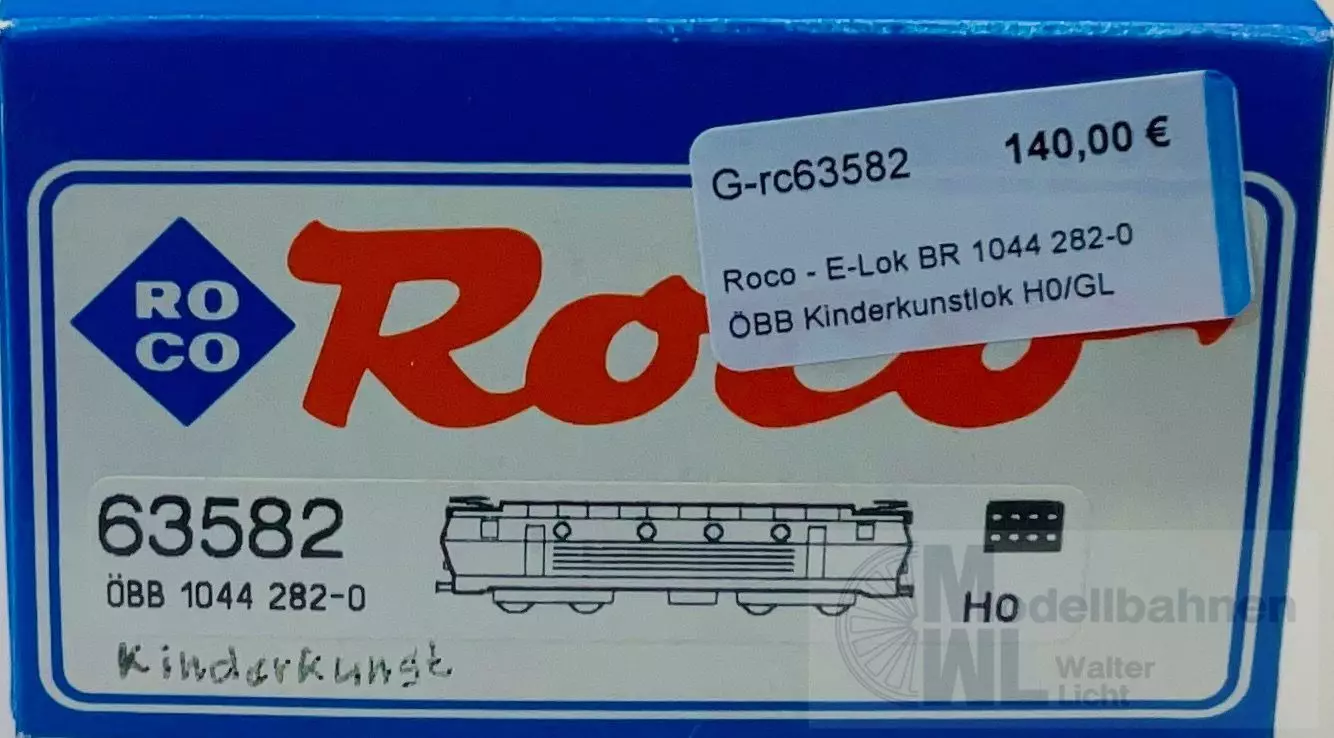 G-rc63582 140,00 €
Roco - E-Lok BR 1044 282-0
ÖBB Kinderkunstlok H0/GL
RO
CO
Roco
63582
ÖBB 1044 282-0
H0
Kinderkunst
Modellbahnen
WL Walter
Licht